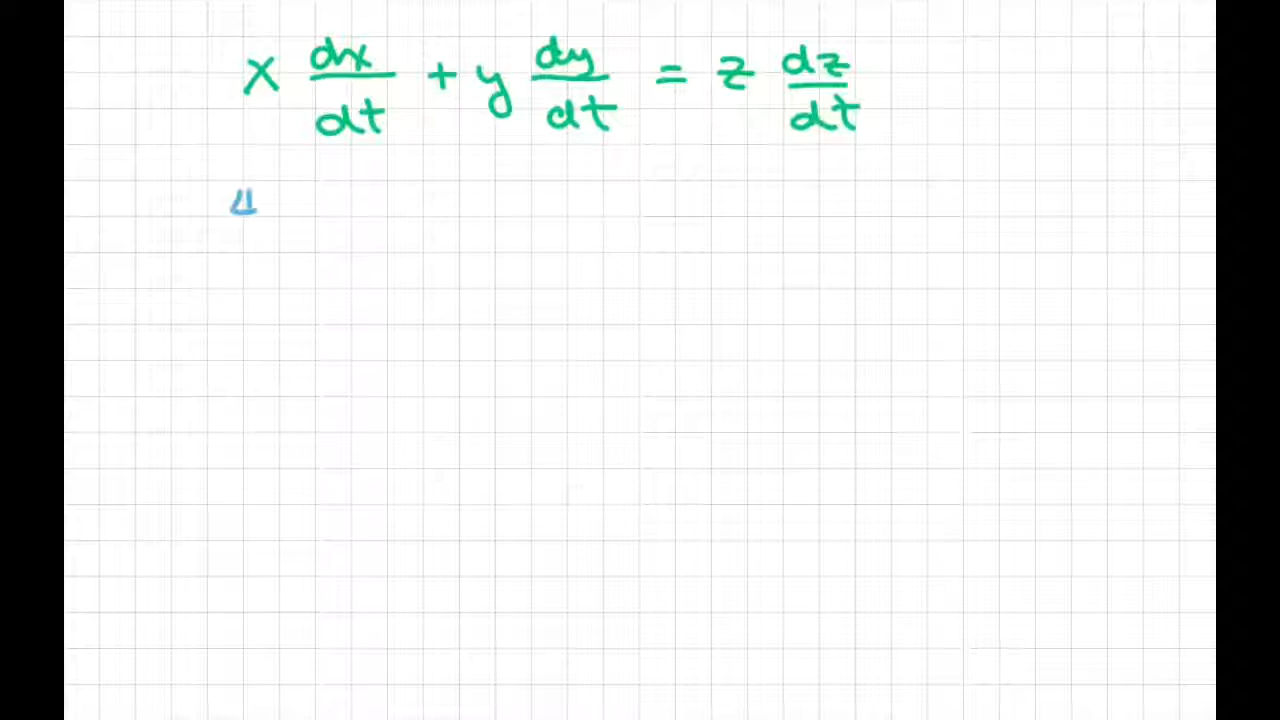 x dx/dt + y dy/dt = z dz/dt